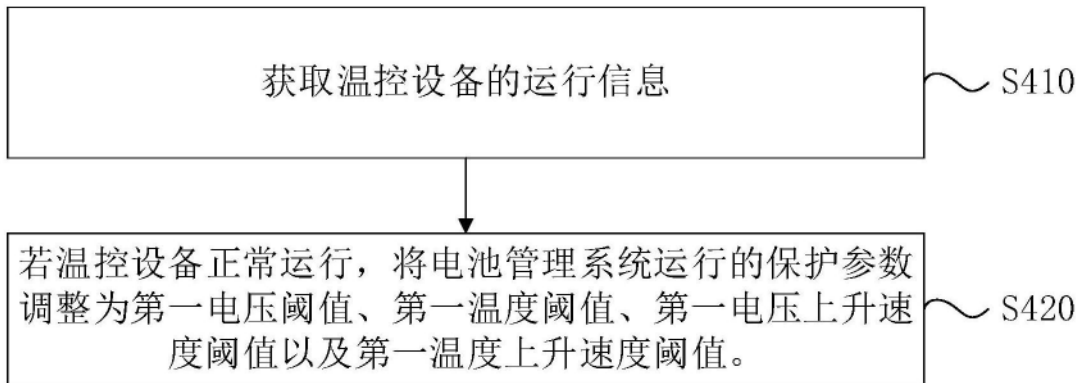 获取温控设备的运行信息
S410
若温控设备正常运行，将电池管理系统运行的保护参数
调整为第一电压阈值、第一温度阈值、第一电压上升速
度阈值以及第一温度上升速度阈值。
S420